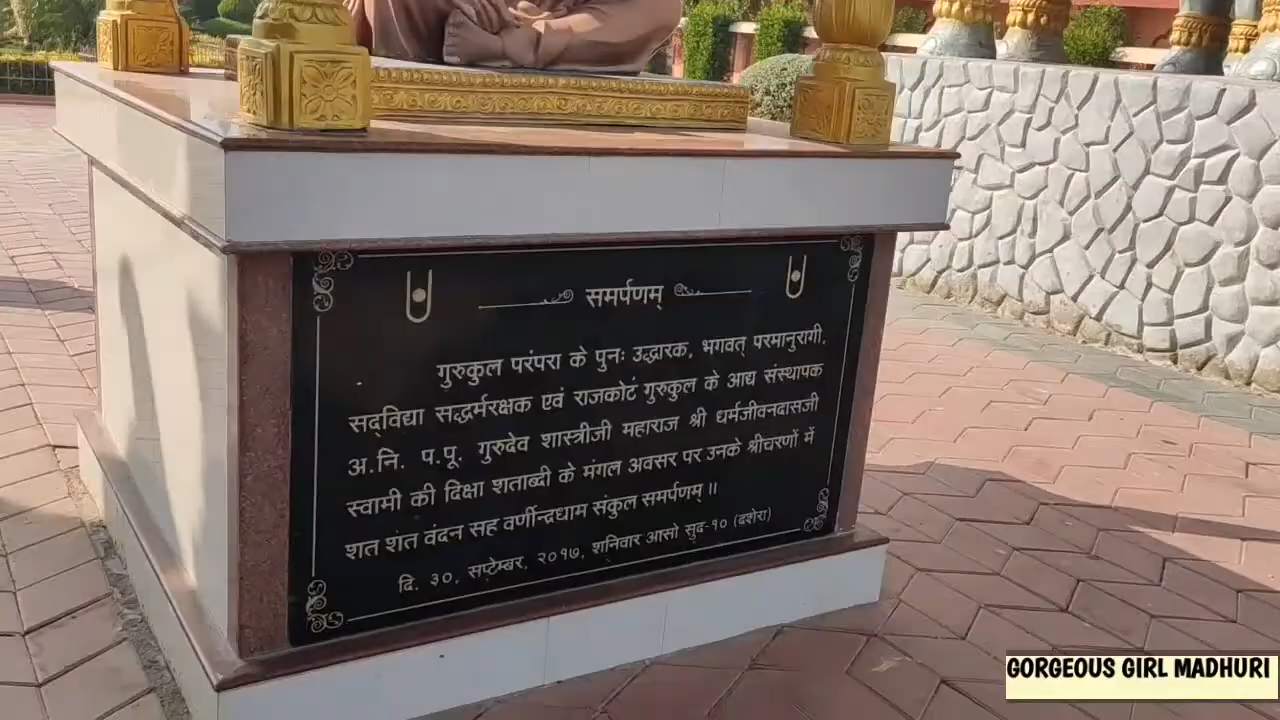 समर्पणम्
गुरुकुल परंपरा के पुनः उद्धारक, भगवत् परमानुरागी,
सद्विद्या सद्धर्मरक्षक एवं राजकोट गुरुकुल के आद्य संस्थापक
अ.नि. प.पू. गुरुदेव शास्त्रीजी महाराज श्री धर्मजीवनदासजी
स्वामी की दिक्षा शताब्दी के मंगल अवसर पर उनके श्रीचरणों में
शत शंत वंदन सह वर्णीन्द्रधाम संकुल समर्पणम् ॥
दि. ३०, सप्टेम्बर, २०१७, शनिवार आसो सुद-१० (दशेरा)
GORGEOUS GIRL MADHURI